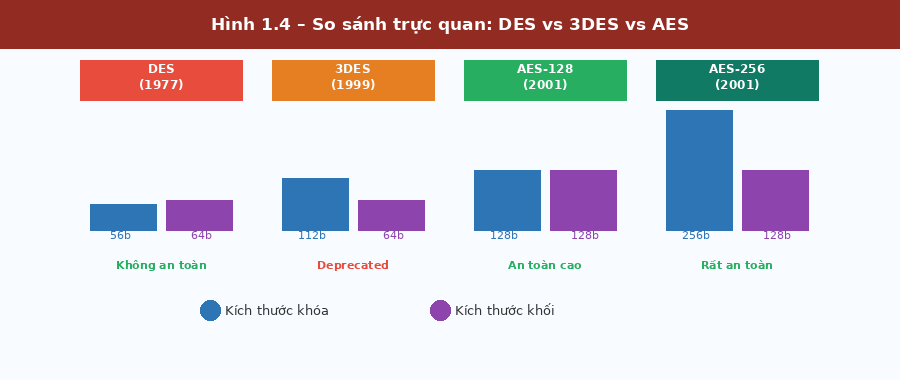 Hình 1.4 – So sánh trực quan: DES vs 3DES vs AES
DES
(1977)
3DES
(1999)
AES-128
(2001)
AES-256
(2001)
56b
64b
112b
64b
128b
128b
256b
128b
Không an toàn
Deprecated
An toàn cao
Rất an toàn
Kích thước khóa
Kích thước khối